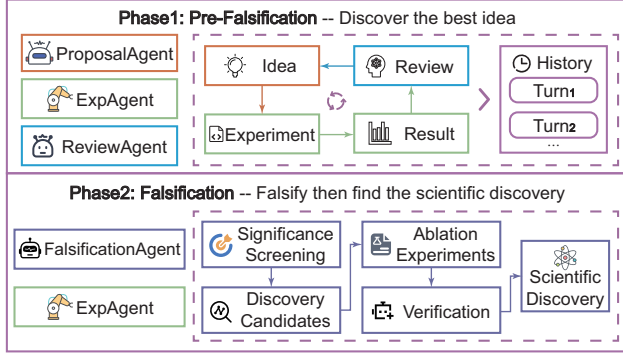 Phase1: Pre-Falsification -- Discover the best idea
ProposalAgent
ExpAgent
ReviewAgent
Idea
Review
Experiment
Result
History
Turn1
Turn2
...
Phase2: Falsification -- Falsify then find the scientific discovery
FalsificationAgent
ExpAgent
Significance
Screening
Discovery
Candidates
Ablation
Experiments
Verification
Scientific
Discovery